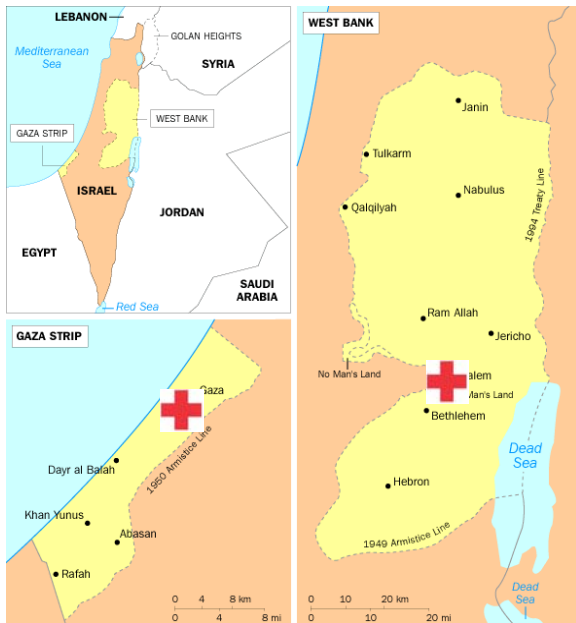 LEBANON
Mediterranean
Sea
GOLAN HEIGHTS
SYRIA
WEST BANK
GAZA STRIP
ISRAEL
JORDAN
EGYPT
SAUDI
ARABIA
Red Sea
GAZA STRIP
Gaza
1950 Armistice Line
Dayr al Balah
Khan Yunus
Abasan
Rafah
0 4 8 km
0 4 8 mi
WEST BANK
Janin
Tulkarm
Nabulus
Qalqilyah
1994 Treaty Line
Ram Allah
Jericho
No Man's Land
alem
Man's Land
Bethlehem
Dead
Sea
Hebron
1949 Armistice Line
0 10 20 km
0 10 20 mi
Dead
Sea